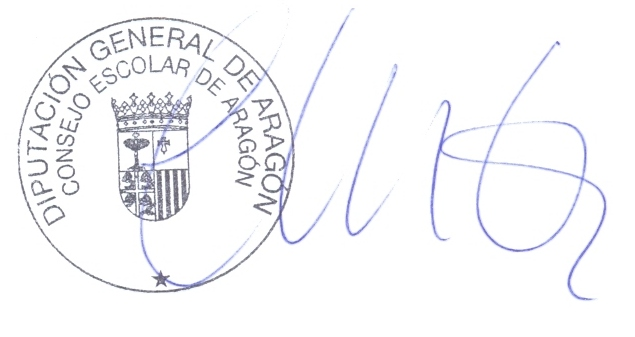 DIPUTACIÓN GENERAL DE ARAGÓN
CONSEJO ESCOLAR DE ARAGÓN